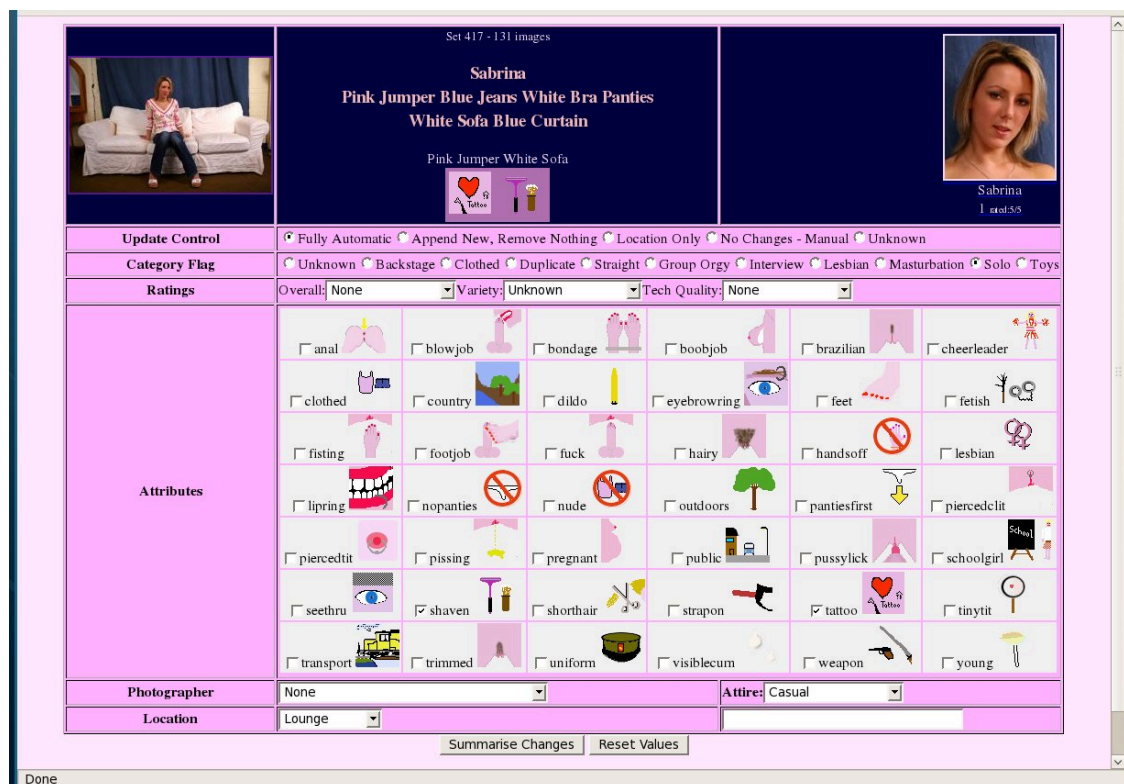 Set 417 - 131 images
Sabrina
Pink Jumper Blue Jeans White Bra Panties
White Sofa Blue Curtain
Pink Jumper White Sofa
Tattoo
Sabrina
1 rated:5/5
Update Control Fully Automatic Append New, Remove Nothing Location Only No Changes - Manual Unknown
Category Flag Unknown Backstage Clothed Duplicate Straight Group Orgy Interview Lesbian Masturbation Solo Toys
Ratings Overall: None Variety: Unknown Tech Quality: None
Attributes
anal blowjob bondage boobjob brazilian cheerleader
clothed country dildo eyebrowring feet fetish
fisting footjob fuck hairy handsoff lesbian
lipring nopanties nude outdoors pantiesfirst piercedclit
piercedtit pissing pregnant public pussylick schoolgirl School
seethru shaven shorthair strapon tattoo Tattoo tinytit
transport trimmed uniform visiblecum weapon young
Photographer None Attire: Casual
Location Lounge
Summarise Changes Reset Values
Done